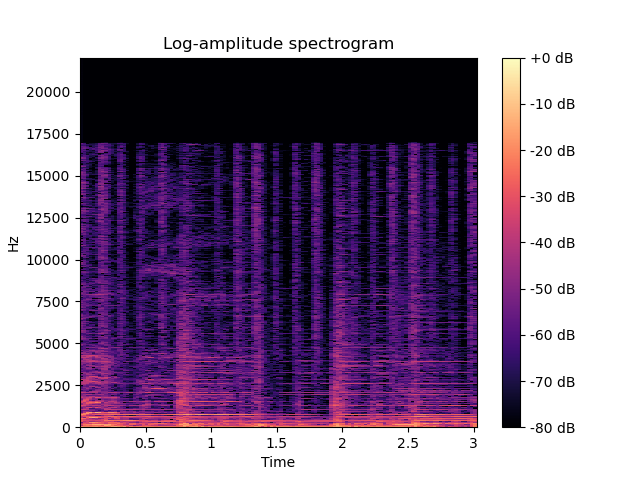 Log-amplitude spectrogram
Hz
20000
17500
15000
12500
10000
7500
5000
2500
0
0
0.5
1
1.5
2
2.5
3
Time
+0 dB
-10 dB
-20 dB
-30 dB
-40 dB
-50 dB
-60 dB
-70 dB
-80 dB